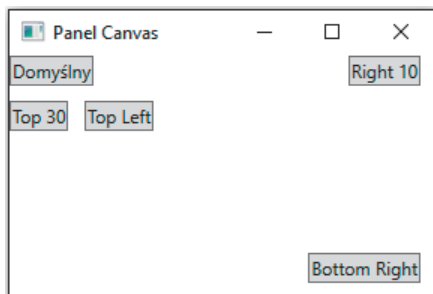 Panel Canvas
Domyślny
Right 10
Top 30
Top Left
Bottom Right